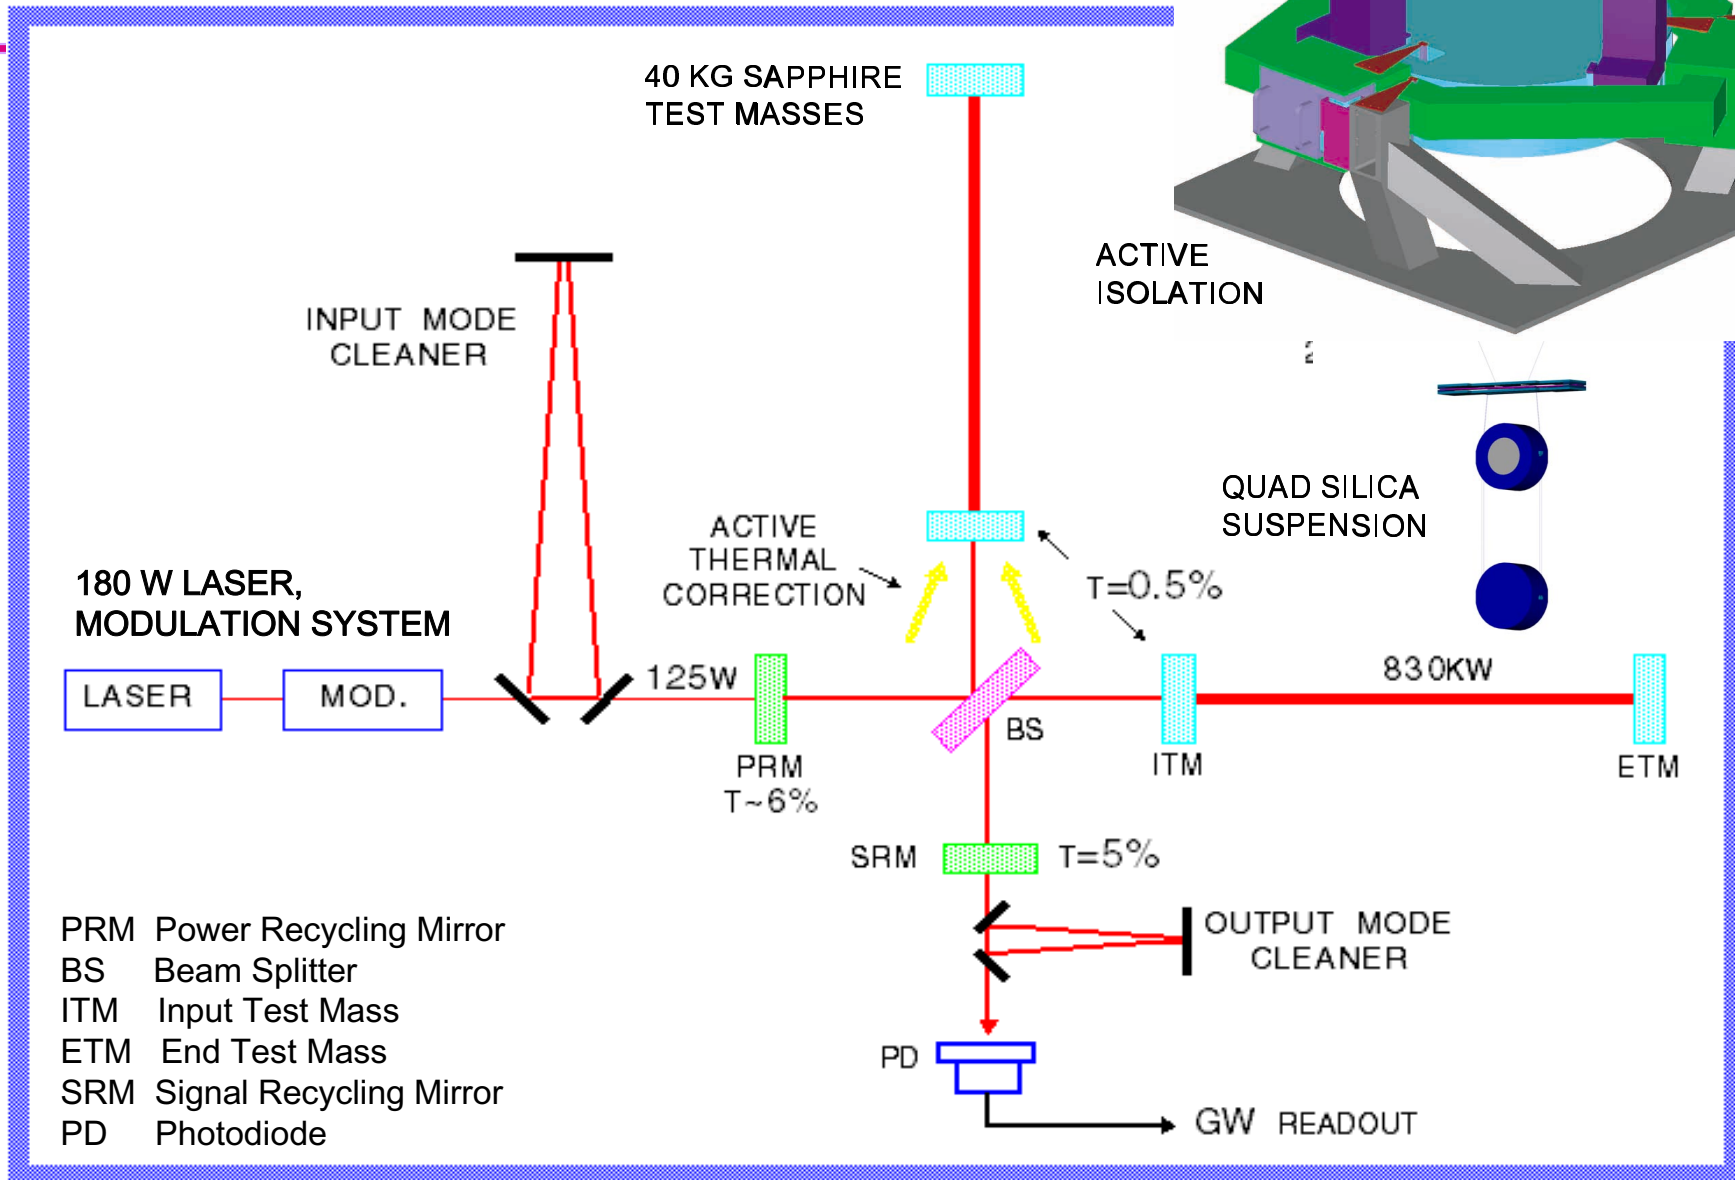 40 KG SAPPHIRE
TEST MASSES
ACTIVE
ISOLATION
INPUT MODE
CLEANER
QUAD SILICA
SUSPENSION
ACTIVE
THERMAL
CORRECTION
T=0.5%
180 W LASER,
MODULATION SYSTEM
LASER
MOD.
125W
830KW
BS
PRM
T~6%
ITM
ETM
SRM
T=5%
OUTPUT MODE
CLEANER
PD
GW READOUT
PRM Power Recycling Mirror
BS Beam Splitter
ITM Input Test Mass
ETM End Test Mass
SRM Signal Recycling Mirror
PD Photodiode